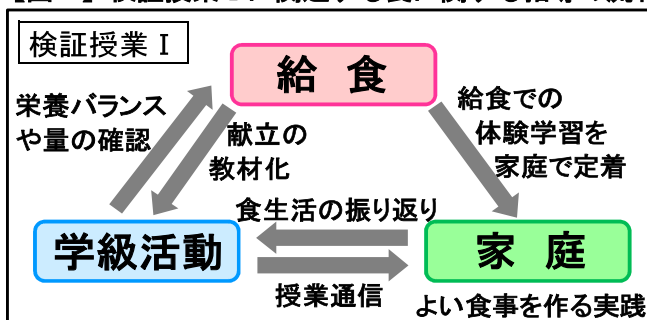 検証授業Ⅰ
給 食
栄養バランス
や量の確認
献立の
教材化
給食での
体験学習を
家庭で定着
食生活の振り返り
学級活動
家 庭
授業通信
よい食事を作る実践